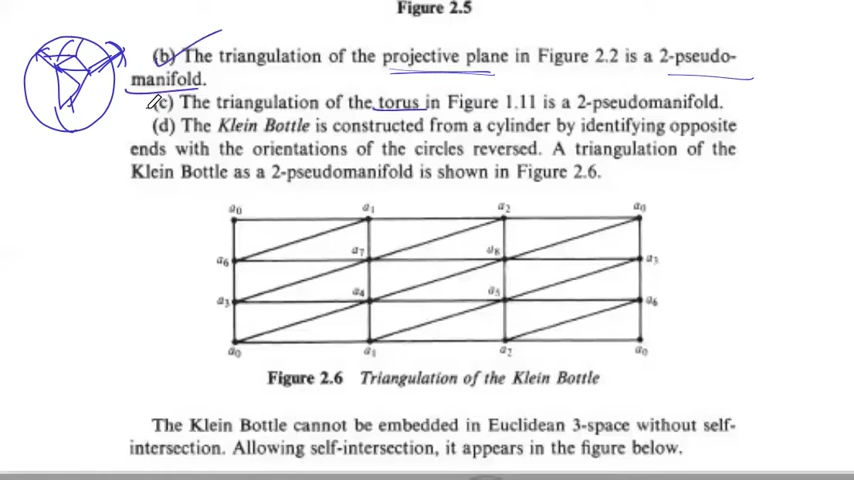 Figure 2.5
(b) The triangulation of the projective plane in Figure 2.2 is a 2-pseudo-
manifold.
(c) The triangulation of the torus in Figure 1.11 is a 2-pseudomanifold.
(d) The Klein Bottle is constructed from a cylinder by identifying opposite
ends with the orientations of the circles reversed. A triangulation of the
Klein Bottle as a 2-pseudomanifold is shown in Figure 2.6.
a0 a1 a2 a0
a6 a7 a8 a3
a3 a4 a5 a6
a0 a1 a2 a0
Figure 2.6 Triangulation of the Klein Bottle
The Klein Bottle cannot be embedded in Euclidean 3-space without self-
intersection. Allowing self-intersection, it appears in the figure below.